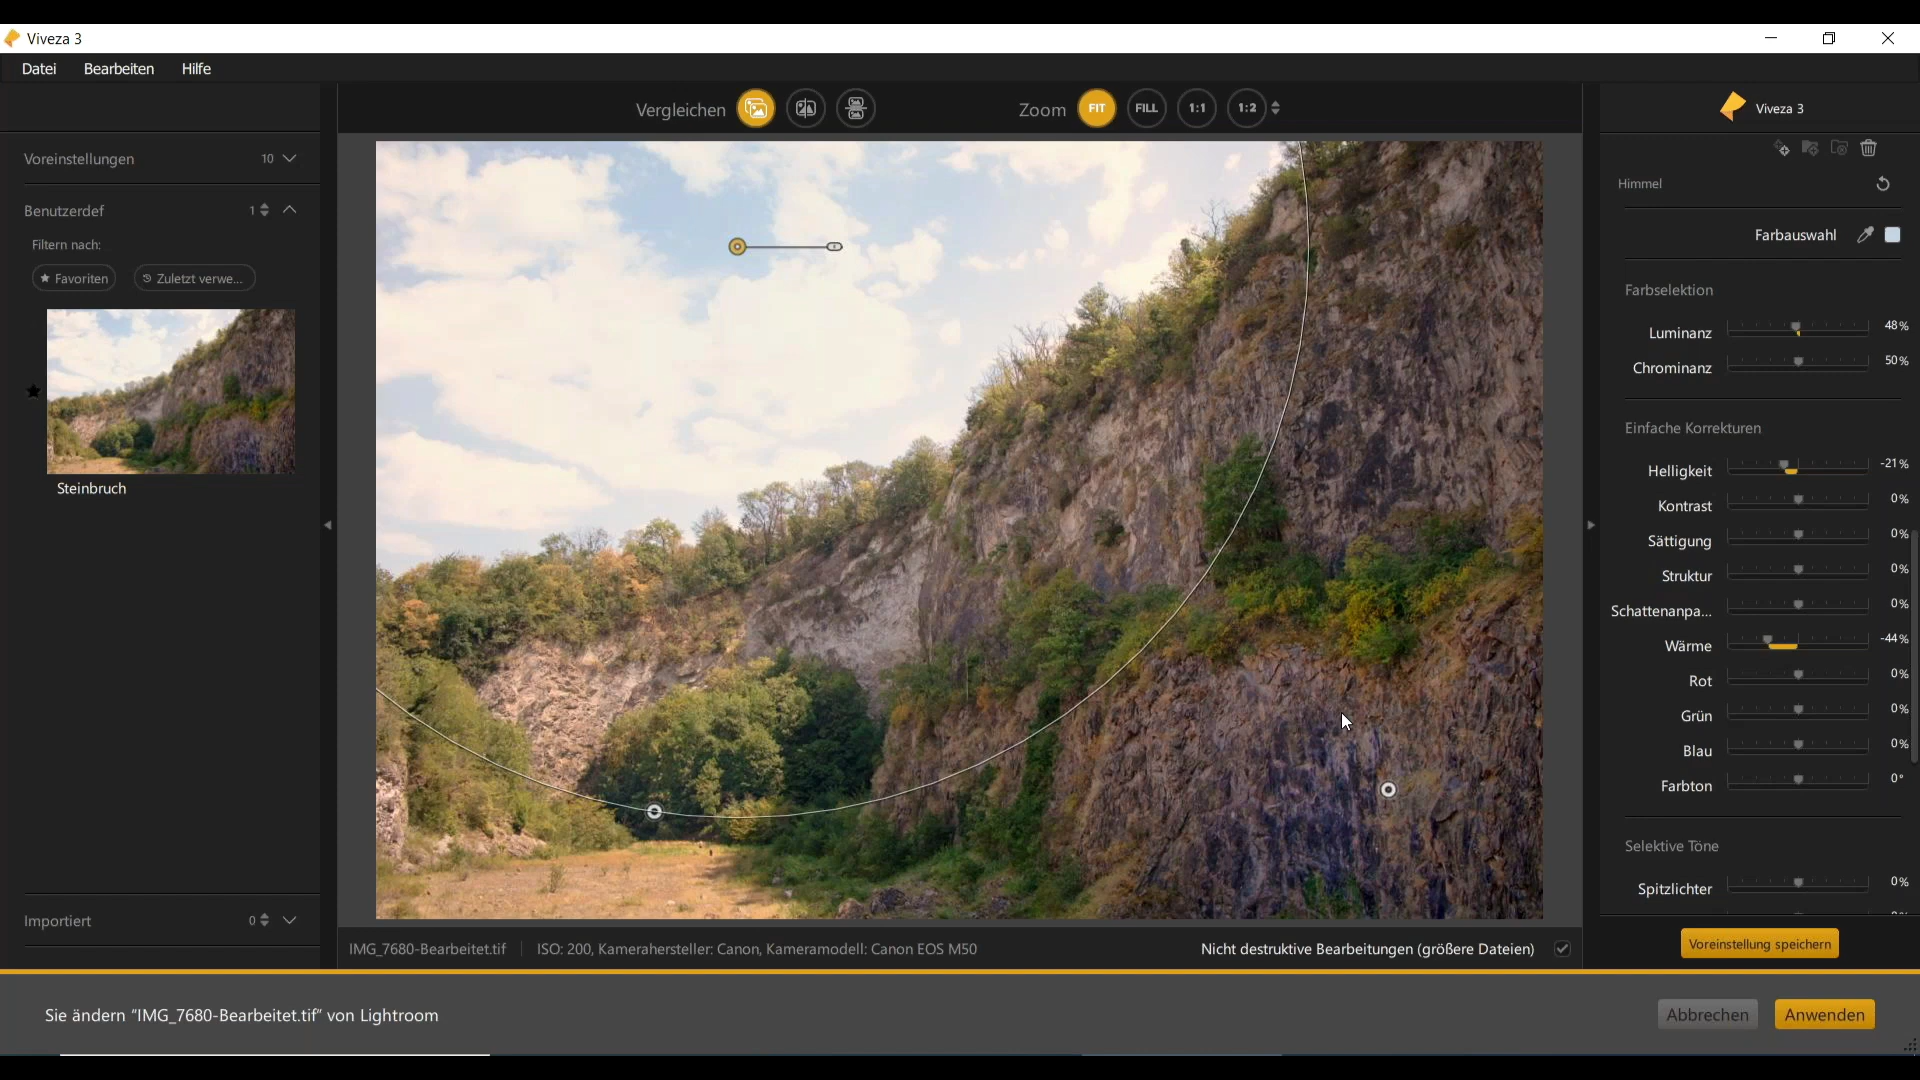 Viveza 3
Datei Bearbeiten Hilfe
Vergleichen Zoom FIT FILL 1:1 1:2
Viveza 3
Voreinstellungen 10
Benutzerdef 1
Filtern nach:
Favoriten Zuletzt verwe...
Steinbruch
Importiert 0
Himmel
Farbauswahl
Farbselektion
Luminanz 48%
Chrominanz 50%
Einfache Korrekturen
Helligkeit -21%
Kontrast 0%
Sättigung 0%
Struktur 0%
Schattenanpa... 0%
Wärme -44%
Rot 0%
Grün 0%
Blau 0%
Farbton 0°
Selektive Töne
Spitzlichter 0%
IMG_7680-Bearbeitet.tif ISO: 200, Kamerahersteller: Canon, Kameramodell: Canon EOS M50 Nicht destruktive Bearbeitungen (größere Dateien)
Voreinstellung speichern
Sie ändern "IMG_7680-Bearbeitet.tif" von Lightroom Abbrechen Anwenden